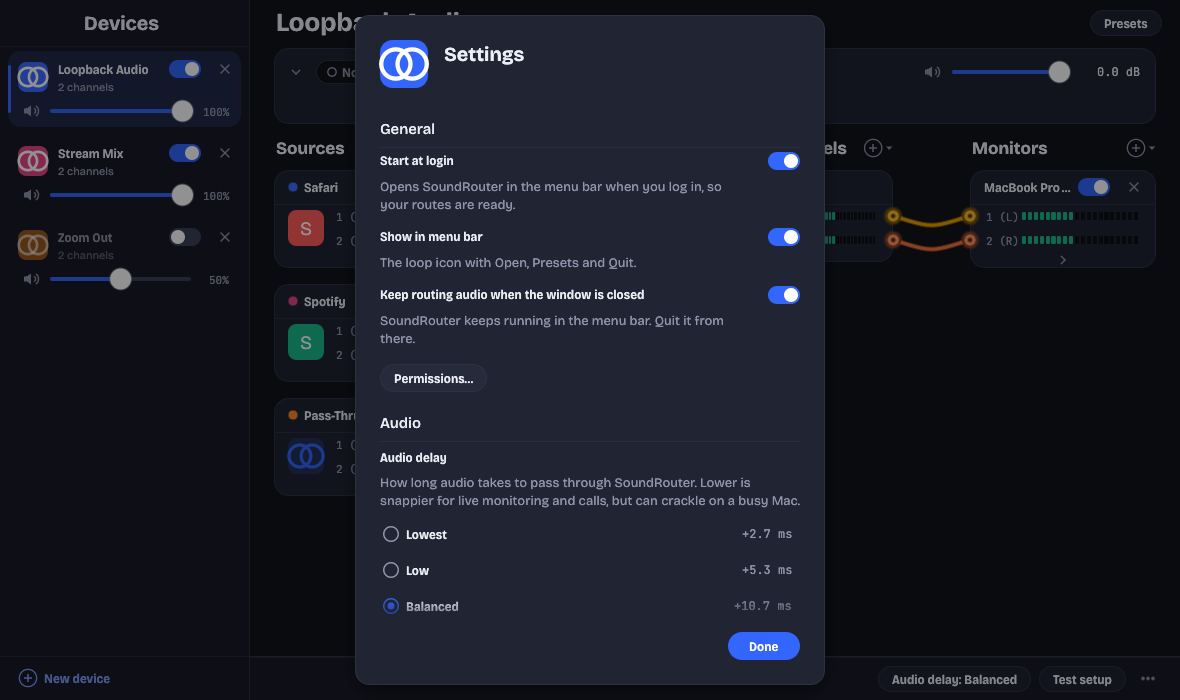 Devices
Loopback Audio
2 channels
100%
Stream Mix
2 channels
100%
Zoom Out
2 channels
50%
New device
Presets
0.0 dB
Sources
Monitors
Safari
S
1
2
Spotify
S
1
2
1
2
MacBook Pro...
1 (L)
2 (R)
Settings
General
Start at login
Opens SoundRouter in the menu bar when you log in, so
your routes are ready.
Show in menu bar
The loop icon with Open, Presets and Quit.
Keep routing audio when the window is closed
SoundRouter keeps running in the menu bar. Quit it from
there.
Permissions...
Audio
Audio delay
How long audio takes to pass through SoundRouter. Lower is
snappier for live monitoring and calls, but can crackle on a busy Mac.
Lowest +2.7 ms
Low +5.3 ms
Balanced +10.7 ms
Done
Audio delay: Balanced
Test setup